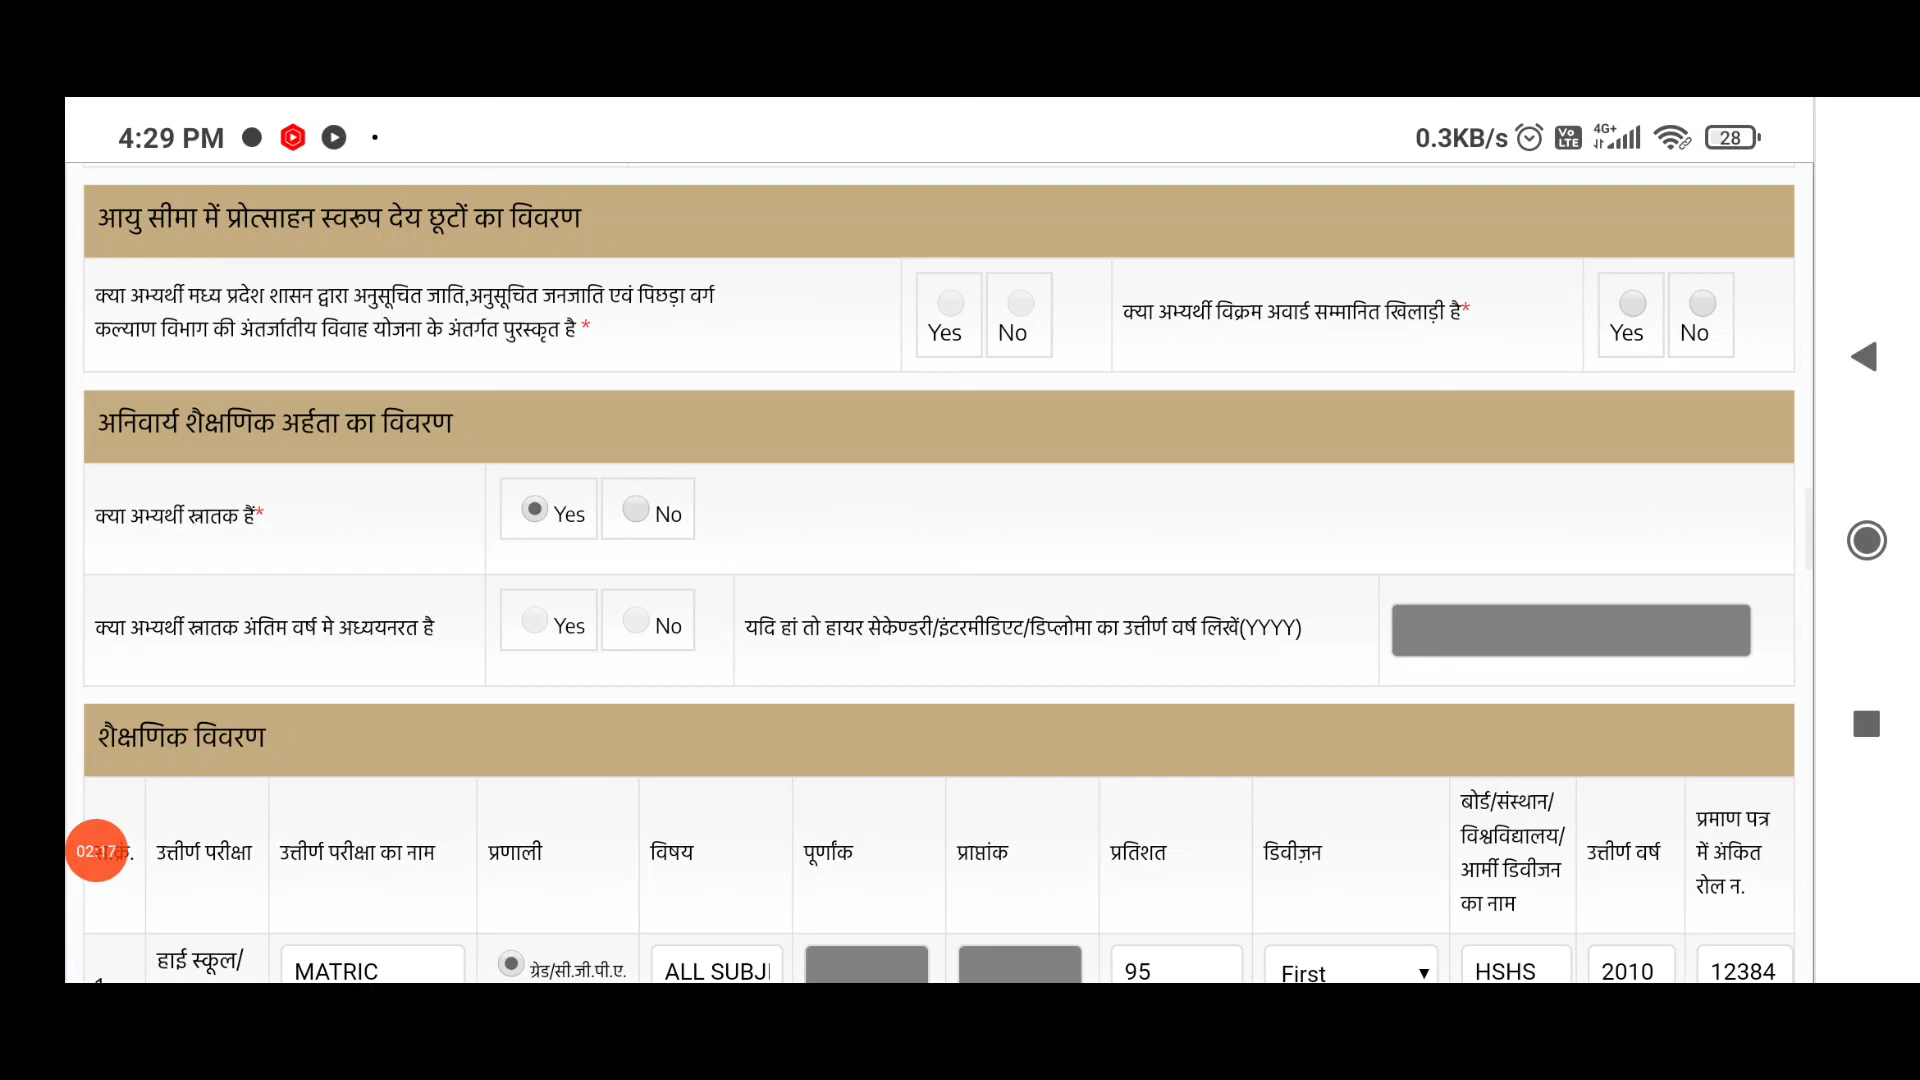 4:29 PM
0.3KB/s
Vo LTE
4G+
28
आयु सीमा में प्रोत्साहन स्वरूप देय छूटों का विवरण
क्या अभ्यर्थी मध्य प्रदेश शासन द्वारा अनुसूचित जाति,अनुसूचित जनजाति एवं पिछड़ा वर्ग
कल्याण विभाग की अंतर्जातीय विवाह योजना के अंतर्गत पुरस्कृत है *
Yes
No
क्या अभ्यर्थी विक्रम अवार्ड सम्मानित खिलाड़ी है*
Yes
No
अनिवार्य शैक्षणिक अर्हता का विवरण
क्या अभ्यर्थी स्नातक हैं*
Yes
No
क्या अभ्यर्थी स्नातक अंतिम वर्ष मे अध्ययनरत है
Yes
No
यदि हां तो हायर सेकेण्डरी/इंटरमीडिएट/डिप्लोमा का उत्तीर्ण वर्ष लिखें(YYYY)
शैक्षणिक विवरण
02:17
उत्तीर्ण परीक्षा
उत्तीर्ण परीक्षा का नाम
प्रणाली
विषय
पूर्णांक
प्राप्तांक
प्रतिशत
डिवीज़न
बोर्ड/संस्थान/
विश्वविद्यालय/
आर्मी डिवीजन
का नाम
उत्तीर्ण वर्ष
प्रमाण पत्र
में अंकित
रोल न.
हाई स्कूल/
MATRIC
ग्रेड/सी.जी.पी.ए.
ALL SUBJ
95
First
HSHS
2010
12384